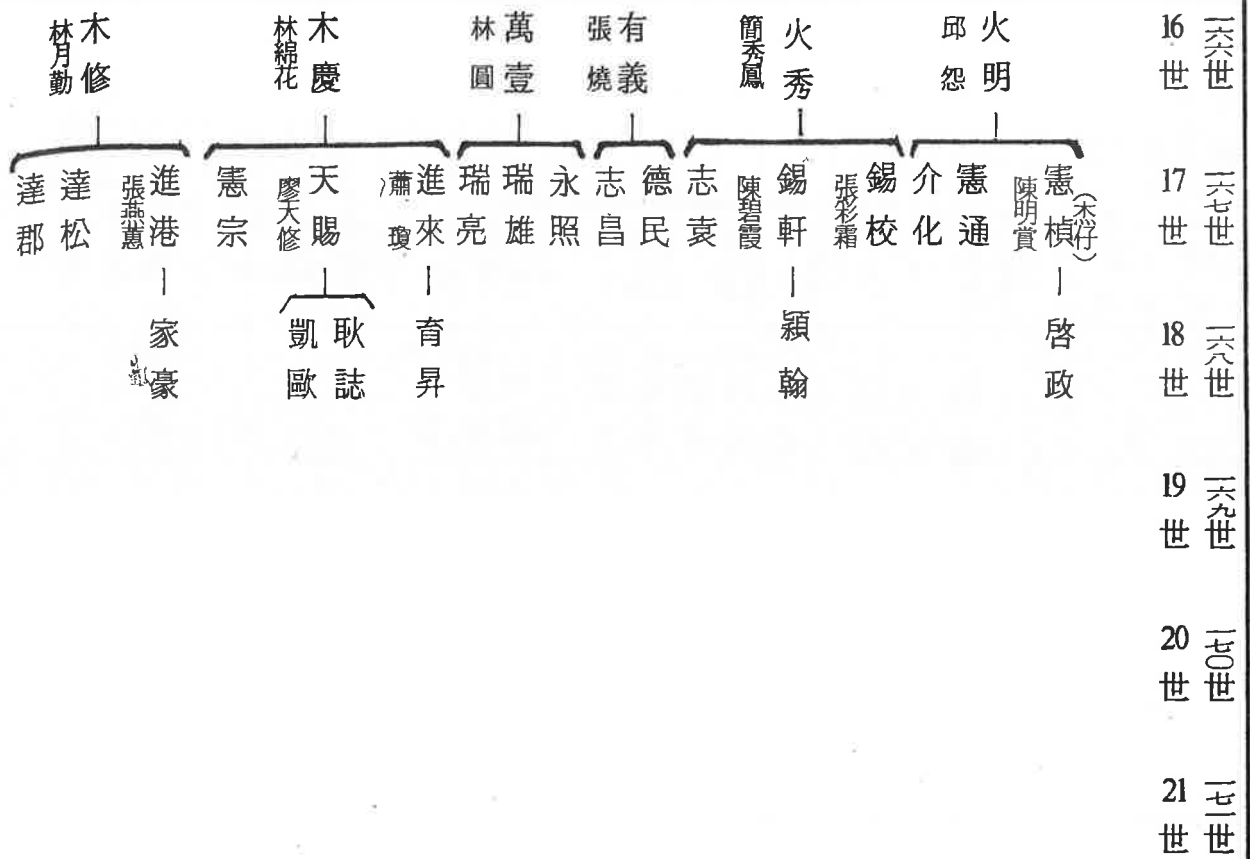 一六六世
16世
火明
邱怨
火秀
簡秀鳳
有義
張燒
萬壹
林圓
木慶
林綿花
木修
林月勤
一六七世
17世
(杰仔)
憲楨
陳明賞
憲通
介化
錫校
張彩霜
錫軒
陳碧霞
志袁
德民
志昌
永照
瑞雄
瑞亮
進來
蕭瓊
天賜
廖天修
憲宗
進港
張燕蕙
達松
達郡
一六八世
18世
啓政
潁翰
育昇
耿誌
凱歐
家豪
一六九世
19世
一七〇世
20世
一七一世
21世